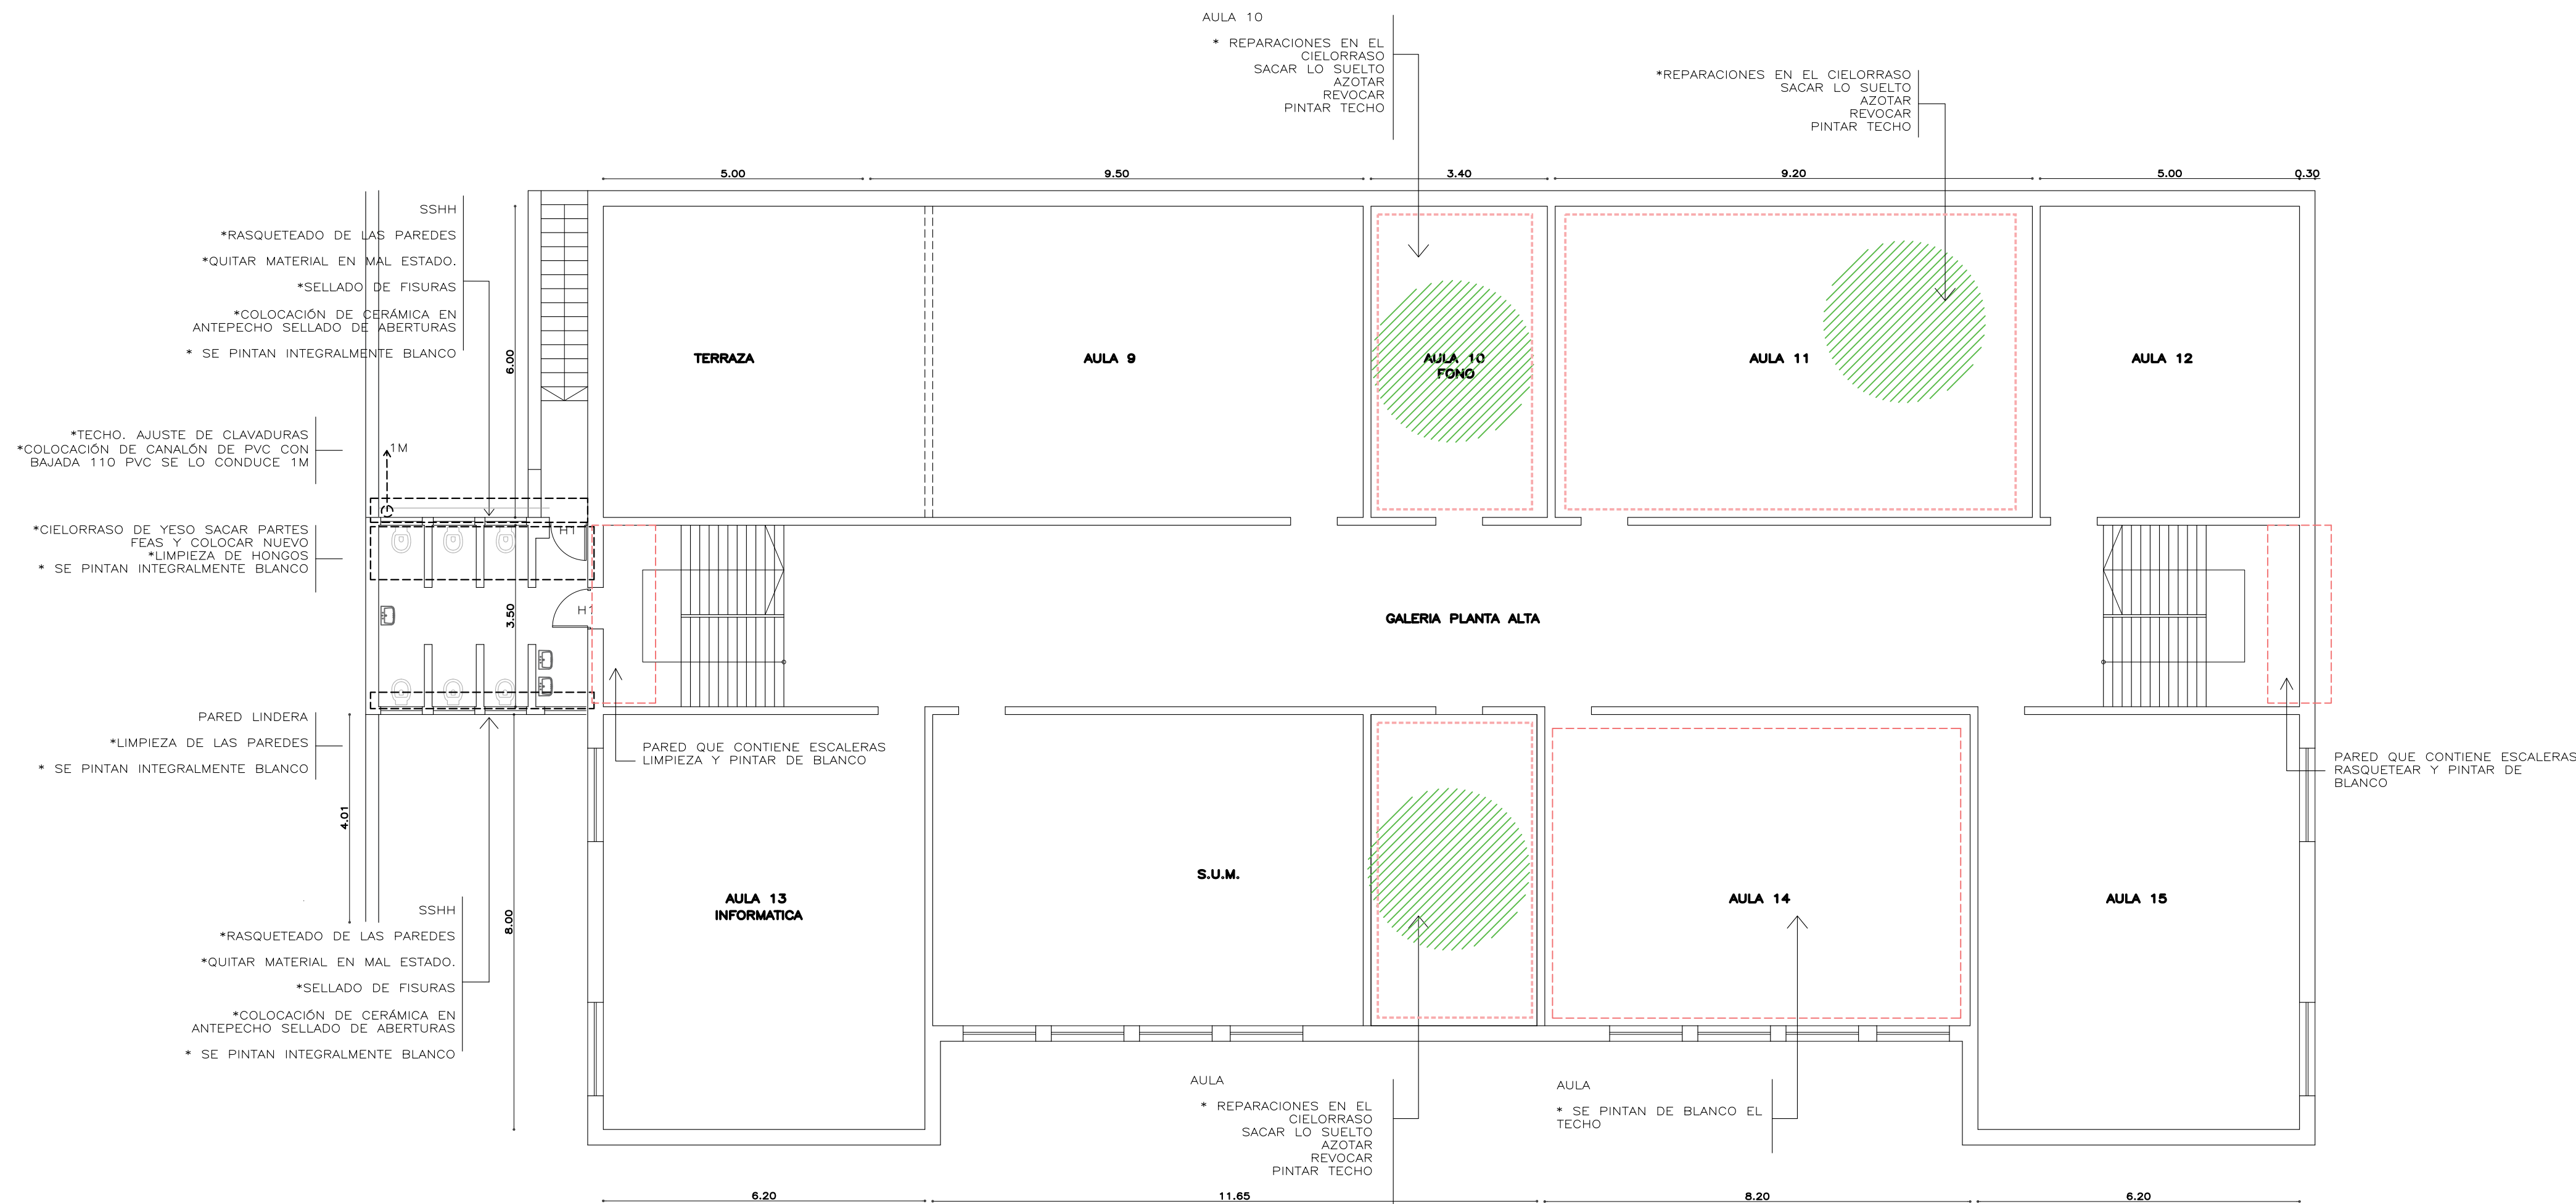 AULA 10
* REPARACIONES EN EL
CIELORRASO
SACAR LO SUELTO
AZOTAR
REVOCAR
PINTAR TECHO
*REPARACIONES EN EL CIELORRASO
SACAR LO SUELTO
AZOTAR
REVOCAR
PINTAR TECHO
5.00
9.50
3.40
9.20
5.00
0.30
SSHH
*RASQUETEADO DE LAS PAREDES
*QUITAR MATERIAL EN MAL ESTADO.
*SELLADO DE FISURAS
*COLOCACIÓN DE CERÁMICA EN
ANTEPECHO SELLADO DE ABERTURAS
* SE PINTAN INTEGRALMENTE BLANCO
6.00
TERRAZA
AULA 9
AULA 10
FONO
AULA 11
AULA 12
*TECHO. AJUSTE DE CLAVADURAS
*COLOCACIÓN DE CANALÓN DE PVC CON
BAJADA 110 PVC SE LO CONDUCE 1M
1M
*CIELORRASO DE YESO SACAR PARTES
FEAS Y COLOCAR NUEVO
*LIMPIEZA DE HONGOS
* SE PINTAN INTEGRALMENTE BLANCO
H1
H1
3.50
GALERIA PLANTA ALTA
PARED LINDERA
*LIMPIEZA DE LAS PAREDES
* SE PINTAN INTEGRALMENTE BLANCO
PARED QUE CONTIENE ESCALERAS
LIMPIEZA Y PINTAR DE BLANCO
PARED QUE CONTIENE ESCALERAS
RASQUETEAR Y PINTAR DE
BLANCO
4.01
8.00
SSHH
*RASQUETEADO DE LAS PAREDES
*QUITAR MATERIAL EN MAL ESTADO.
*SELLADO DE FISURAS
*COLOCACIÓN DE CERÁMICA EN
ANTEPECHO SELLADO DE ABERTURAS
* SE PINTAN INTEGRALMENTE BLANCO
AULA 13
INFORMATICA
S.U.M.
AULA 14
AULA 15
AULA
* REPARACIONES EN EL
CIELORRASO
SACAR LO SUELTO
AZOTAR
REVOCAR
PINTAR TECHO
AULA
* SE PINTAN DE BLANCO EL
TECHO
6.20
11.65
8.20
6.20